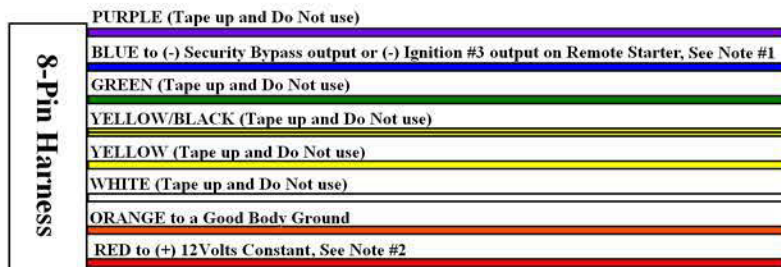 8-Pin Harness
PURPLE (Tape up and Do Not use)
BLUE to (-) Security Bypass output or (-) Ignition #3 output on Remote Starter, See Note #1
GREEN (Tape up and Do Not use)
YELLOW/BLACK (Tape up and Do Not use)
YELLOW (Tape up and Do Not use)
WHITE (Tape up and Do Not use)
ORANGE to a Good Body Ground
RED to (+) 12Volts Constant, See Note #2